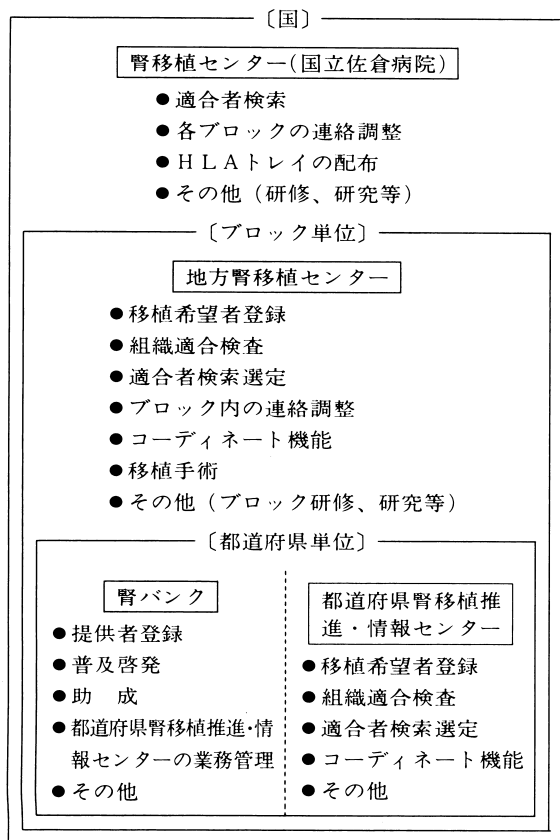 〔国〕
腎移植センター(国立佐倉病院)
●適合者検索
●各ブロックの連絡調整
●ＨＬＡトレイの配布
●その他（研修、研究等）
〔ブロック単位〕
地方腎移植センター
●移植希望者登録
●組織適合検査
●適合者検索選定
●ブロック内の連絡調整
●コーディネート機能
●移植手術
●その他（ブロック研修、研究等）
〔都道府県単位〕
腎バンク
●提供者登録
●普及啓発
●助　成
●都道府県腎移植推進・情
報センターの業務管理
●その他
都道府県腎移植推
進・情報センター
●移植希望者登録
●組織適合検査
●適合者検索選定
●コーディネート機能
●その他